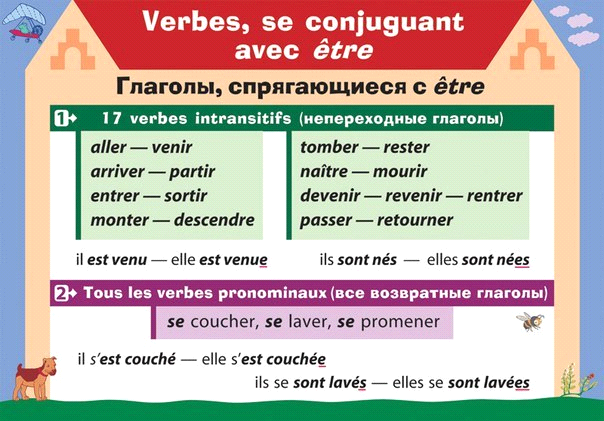 Verbes, se conjuguant
avec être
Глаголы, спрягающиеся с être
1 17 verbes intransitifs (непереходные глаголы)
aller — venir
arriver — partir
entrer — sortir
monter — descendre
tomber — rester
naître — mourir
devenir — revenir — rentrer
passer — retourner
il est venu — elle est venue
ils sont nés — elles sont nées
2 Tous les verbes pronominaux (все возвратные глаголы)
se coucher, se laver, se promener
il s'est couché — elle s'est couchée
ils se sont lavés — elles se sont lavées